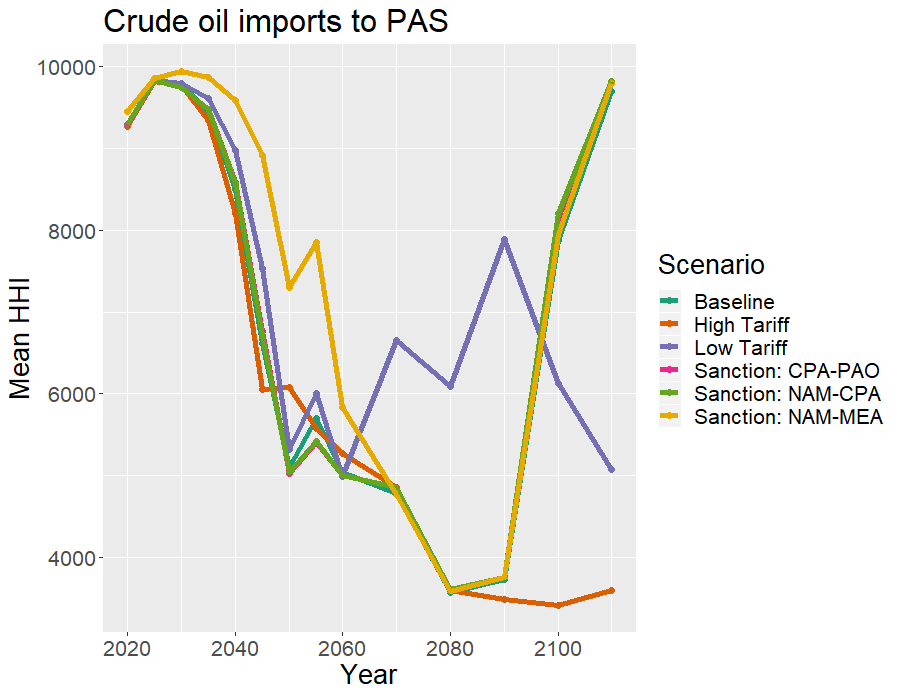 Crude oil imports to PAS
10000
8000
6000
4000
Mean HHI
2020
2040
2060
2080
2100
Year
Scenario
Baseline
High Tariff
Low Tariff
Sanction: CPA-PAO
Sanction: NAM-CPA
Sanction: NAM-MEA